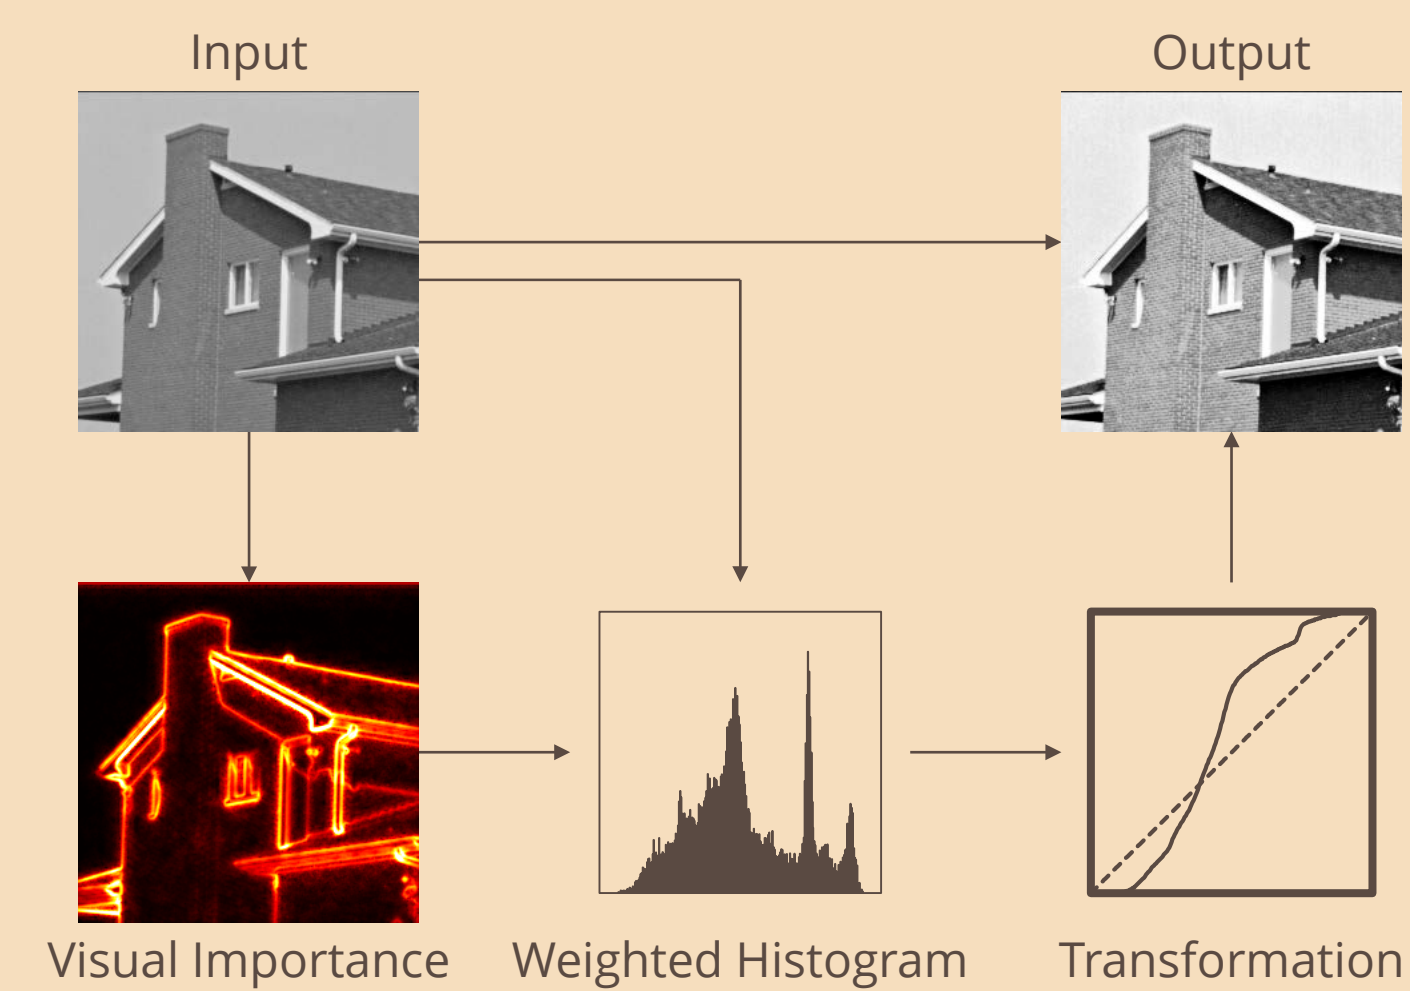 Input
Output
Visual Importance
Weighted Histogram
Transformation